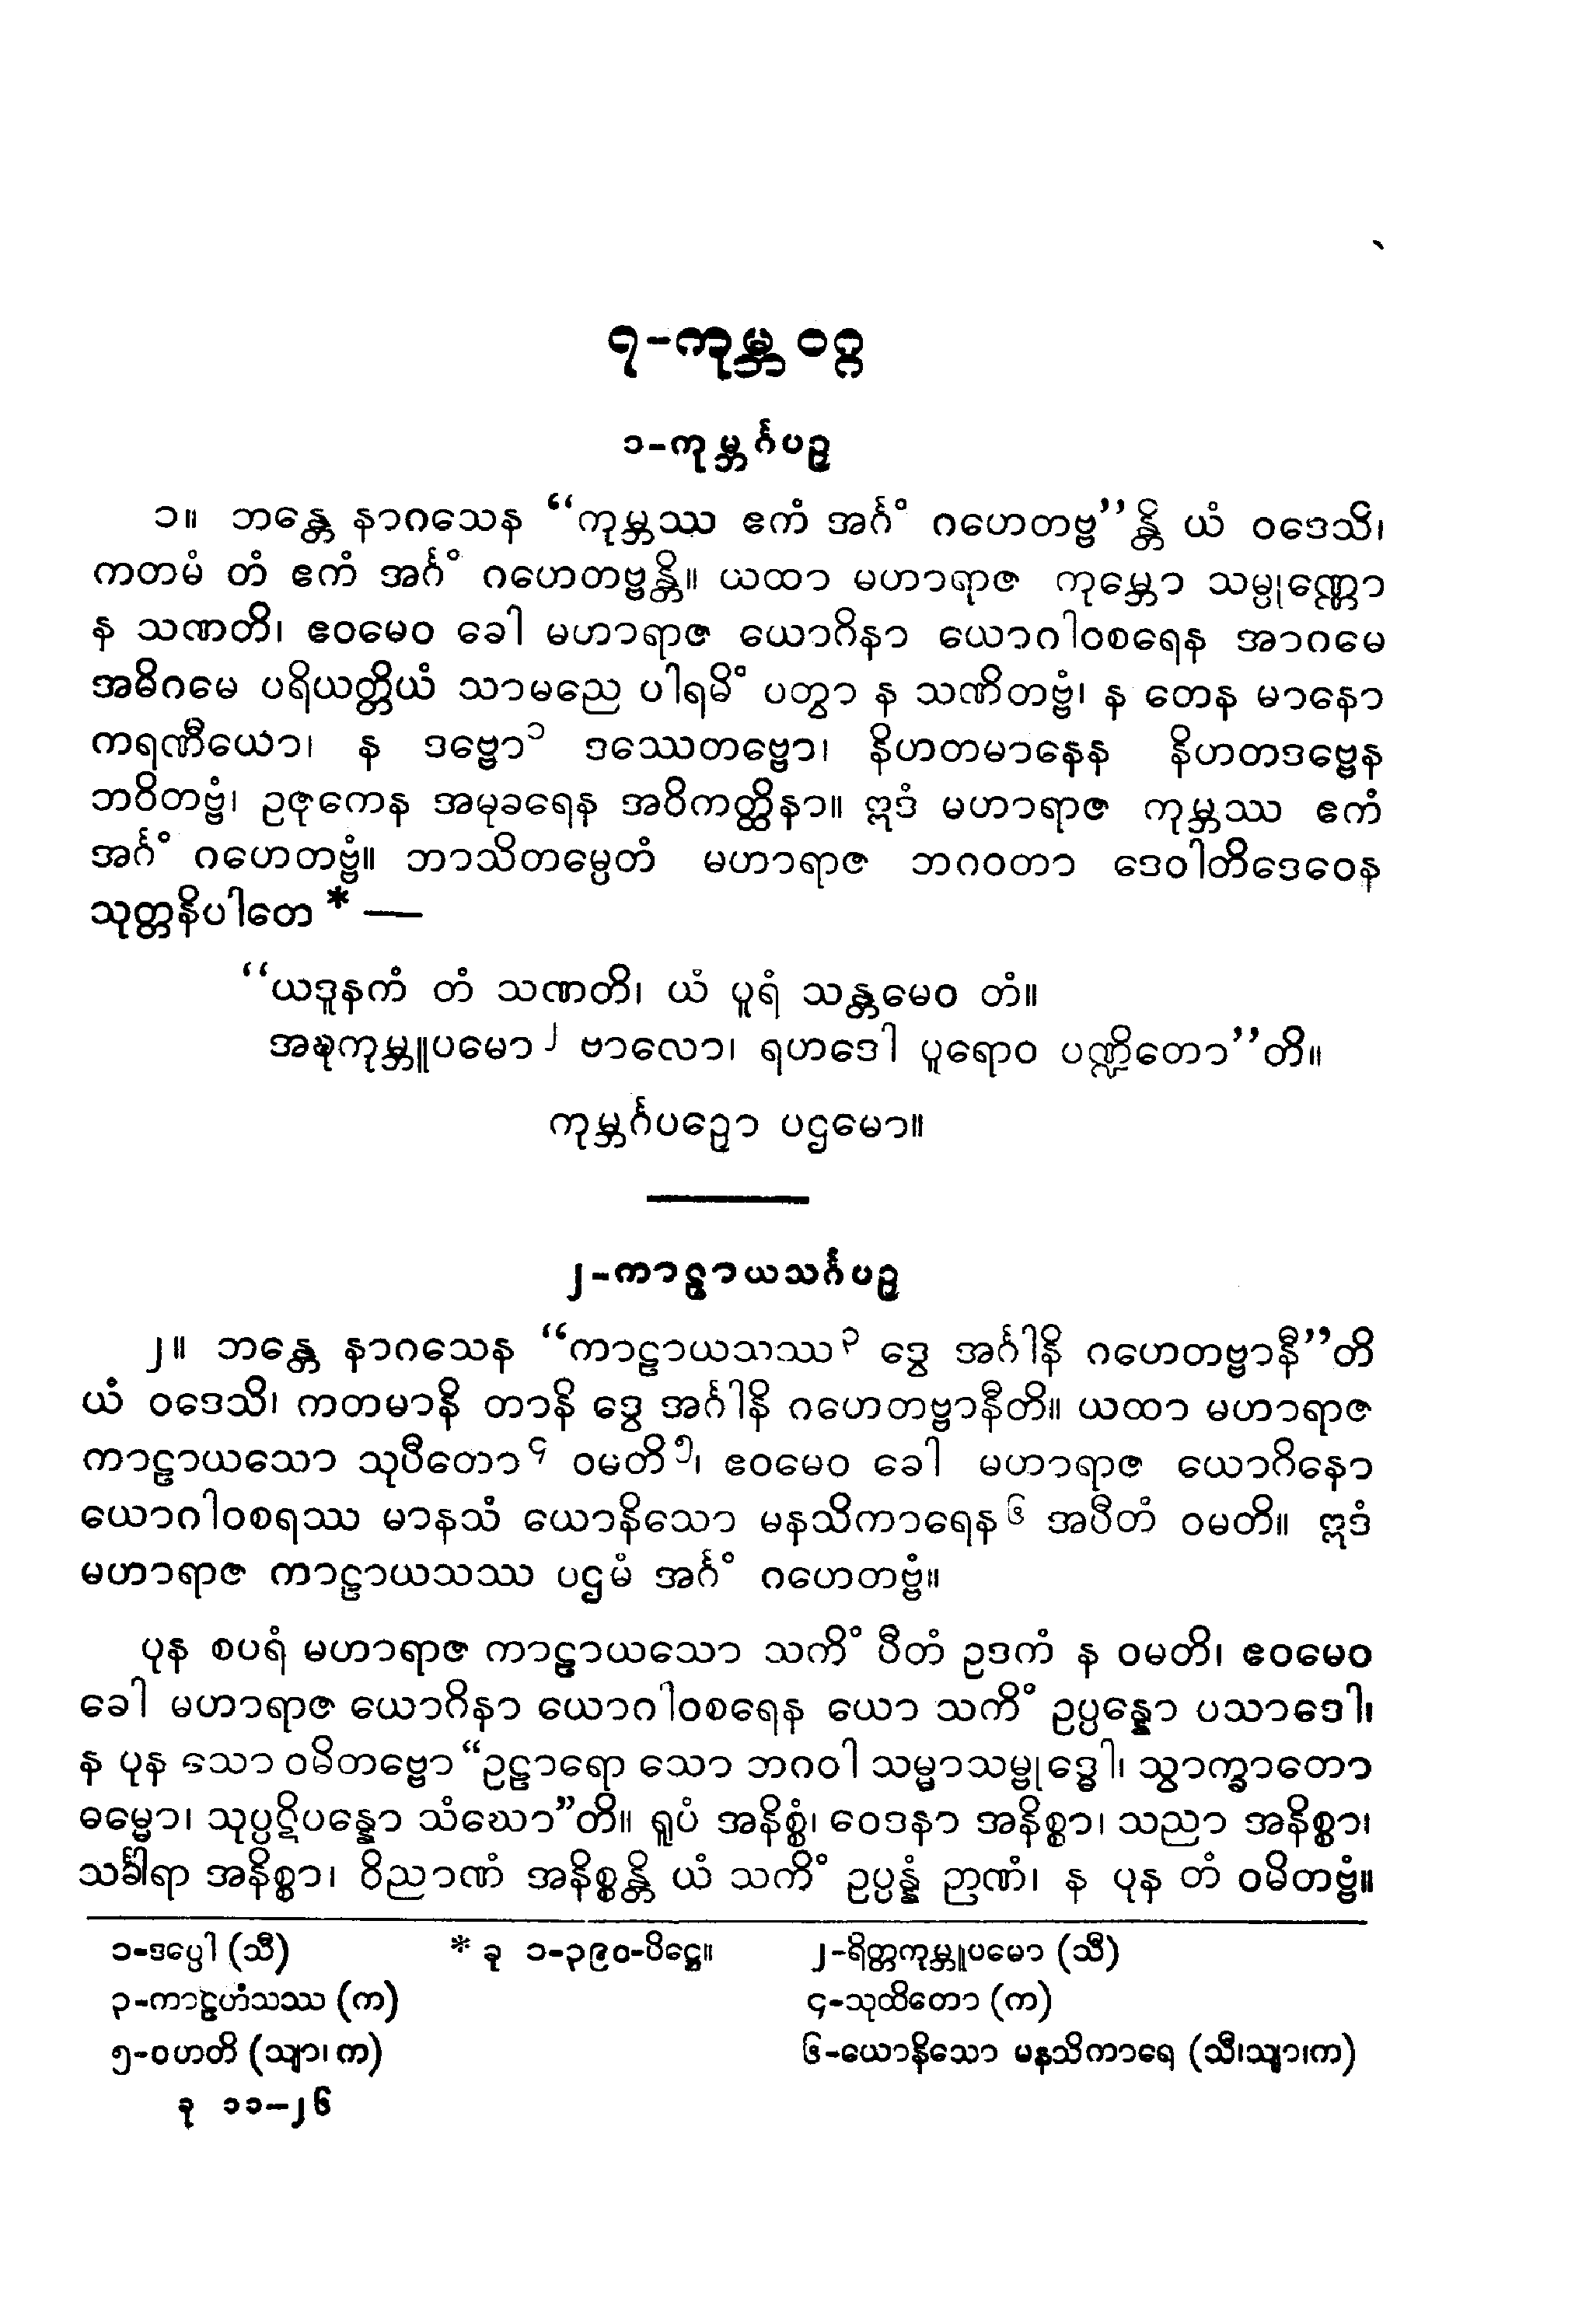 ၇-ကုမ္ဘဝဂ္ဂ
၁-ကုမ္ဘင်္ဂပဉှ
၁။ ဘန္တေ နာဂသေန “ကုမ္ဘဿ ဧကံ အင်္ဂံ ဂဟေတဗ္ဗ”န္တိ ယံ ဝဒေသိ၊
ကတမံ တံ ဧကံ အင်္ဂံ ဂဟေတဗ္ဗန္တိ။ ယထာ မဟာရာဇ ကုမ္ဘော သမ္ပုဏ္ဏော
န သဏတိ၊ ဧဝမေဝ ခေါ မဟာရာဇ ယောဂိနာ ယောဂါဝစရေန အာဂမေ
အဓိဂမေ ပရိယတ္တိယံ သာမညေ ပါရမိံ ပတွာ န သဏိတဗ္ဗံ၊ န တေန မာနော
ကရဏီယော၊ န ဒဗ္ဗော၁ ဒဿေတဗ္ဗော၊ နိဟတမာနေန နိဟတဒဗ္ဗေန
ဘဝိတဗ္ဗံ၊ ဥဇုကေန အမုခရေန အဝိကတ္ထိနာ။ ဣဒံ မဟာရာဇ ကုမ္ဘဿ ဧကံ
အင်္ဂံ ဂဟေတဗ္ဗံ။ ဘာသိတမ္ပေတံ မဟာရာဇ ဘဂဝတာ ဒေဝါတိဒေဝေန
သုတ္တနိပါတေ * —
“ယဒူနကံ တံ သဏတိ၊ ယံ ပူရံ သန္တမေဝ တံ။
အဍ္ဎကုမ္ဘူပမော၂ ဗာလော၊ ရဟဒေါ ပူရောဝ ပဏ္ဍိတော”တိ။
ကုမ္ဘင်္ဂပဉှော ပဌမော။
၂-ကာဠာယသင်္ဂပဉှ
၂။ ဘန္တေ နာဂသေန “ကာဠာယသဿ၃ ဒွေ အင်္ဂါနိ ဂဟေတဗ္ဗာနီ”တိ
ယံ ဝဒေသိ၊ ကတမာနိ တာနိ ဒွေ အင်္ဂါနိ ဂဟေတဗ္ဗာနီတိ။ ယထာ မဟာရာဇ
ကာဠာယသော သုပီတော၄ ဝမတိ၅၊ ဧဝမေဝ ခေါ မဟာရာဇ ယောဂိနော
ယောဂါဝစရဿ မာနသံ ယောနိသော မနသိကာရေန၆ အပီတံ ဝမတိ။ ဣဒံ
မဟာရာဇ ကာဠာယသဿ ပဌမံ အင်္ဂံ ဂဟေတဗ္ဗံ။
ပုန စပရံ မဟာရာဇ ကာဠာယသော သကိံ ပီတံ ဥဒကံ န ဝမတိ၊ ဧဝမေဝ
ခေါ မဟာရာဇ ယောဂိနာ ယောဂါဝစရေန ယော သကိံ ဥပ္ပန္နော ပသာဒေါ၊
န ပုန သော ဝမိတဗ္ဗော “ဥဠာရော သော ဘဂဝါ သမ္မာသမ္ဗုဒ္ဓေါ၊ သွာက္ခာတော
ဓမ္မော၊ သုပ္ပဋိပန္နော သံဃော”တိ။ ရူပံ အနိစ္စံ၊ ဝေဒနာ အနိစ္စာ၊ သညာ အနိစ္စာ၊
သင်္ခါရာ အနိစ္စာ၊ ဝိညာဏံ အနိစ္စန္တိ ယံ သကိံ ဥပ္ပန္နံ ဉာဏံ၊ န ပုန တံ ဝမိတဗ္ဗံ။
၁-ဒပ္ပေါ (သီ) * ခု ၁-၃၉၀-ပိဋ္ဌေ။ ၂-ရိတ္တကုမ္ဘူပမော (သီ)
၃-ကာဠဟံသဿ (က) ၄-သုထိတော (က)
၅-ဝဟတိ (သျာ၊ က) ၆-ယောနိသော မနသိကာရေ (သီ၊သျာ၊က)
ခု ၁၁—၂၆